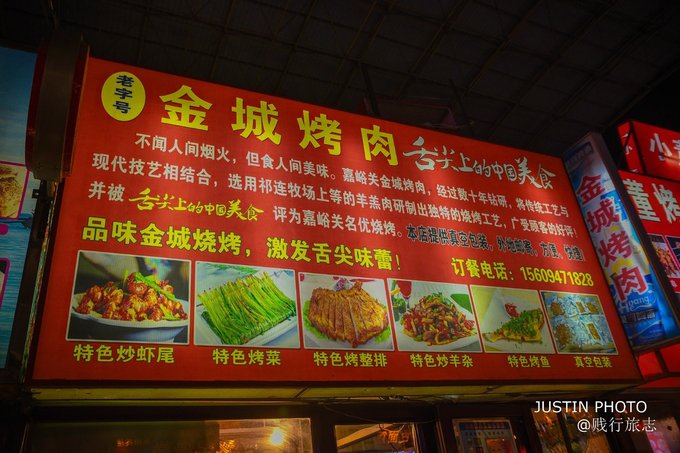 老字号
金城烤肉
舌尖上的中国美食
不闻人间烟火，但食人间美味。嘉峪关金城烤肉，经过数十年钻研，将传统工艺与
现代技艺相结合，选用祁连牧场上等的羊羔肉研制出独特的烧烤工艺，广受顾客的好评！
并被舌尖上的中国美食评为嘉峪关名优烧烤。本店提供真空包装，外地邮寄，方便，快捷！
品味金城烧烤，激发舌尖味蕾！
订餐电话：15609471828
特色炒虾尾
特色烤菜
特色烤整排
特色炒羊杂
特色烤鱼
真空包装
金城烤肉
小
童烤
JUSTIN PHOTO
@贱行旅志